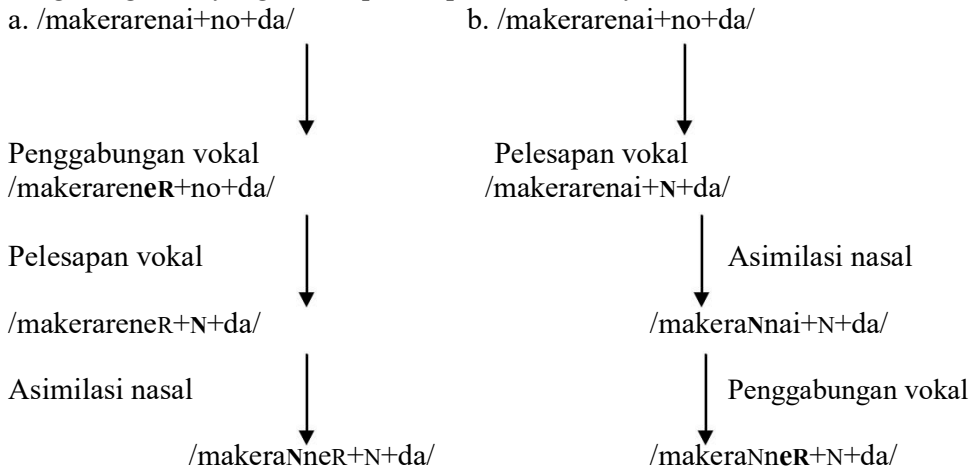 a. /makerarenai+no+da/ b. /makerarenai+no+da/
Penggabungan vokal Pelesapan vokal
/makerareneR+no+da/ /makerarenai+N+da/
Pelesapan vokal Asimilasi nasal
/makerareneR+N+da/ /makeraNnai+N+da/
Asimilasi nasal Penggabungan vokal
/makeraNneR+N+da/ /makeraNneR+N+da/